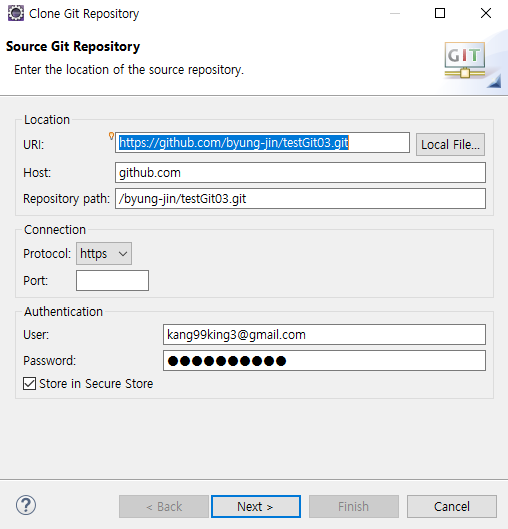 Clone Git Repository
Source Git Repository
Enter the location of the source repository.
GIT
Location
URI: https://github.com/byung-jin/testGit03.git Local File...
Host: github.com
Repository path: /byung-jin/testGit03.git
Connection
Protocol: https
Port:
Authentication
User: kang99king3@gmail.com
Password: ●●●●●●●●●●
Store in Secure Store
? < Back Next > Finish Cancel